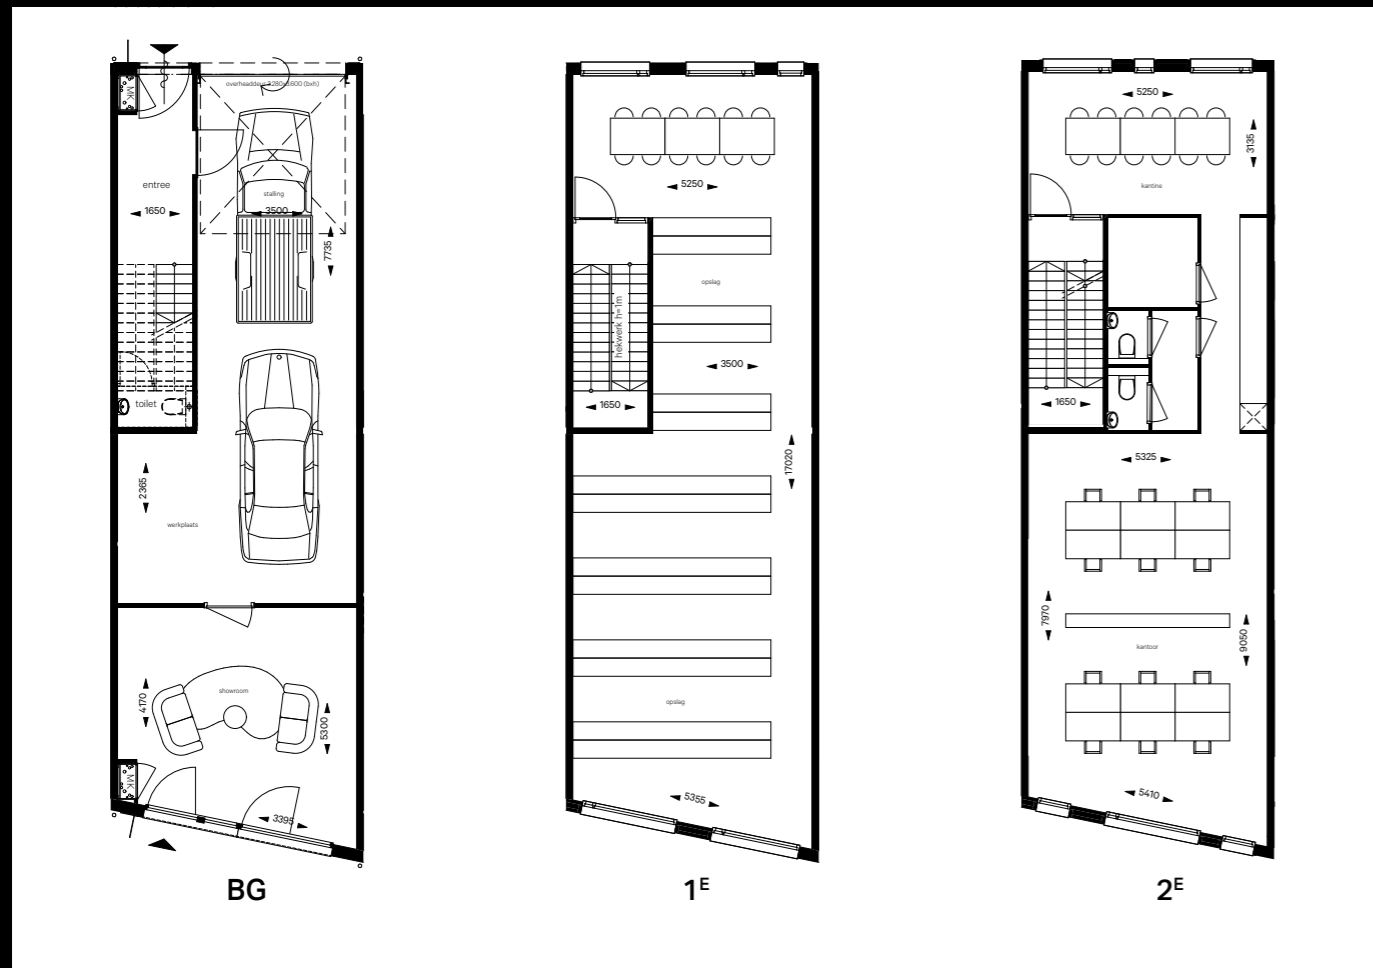 MK
overheaddeur 3280x3600 (bxh)
entree
1650
stalling
3500
7735
toilet
2365
werkplaats
showroom
4170
5300
MK
3395
BG
5250
opslag
hekwerk h=1m
3500
1650
17020
opslag
5355
1E
5250
3135
kantine
1650
5325
7970
9050
kantoor
5410
2E